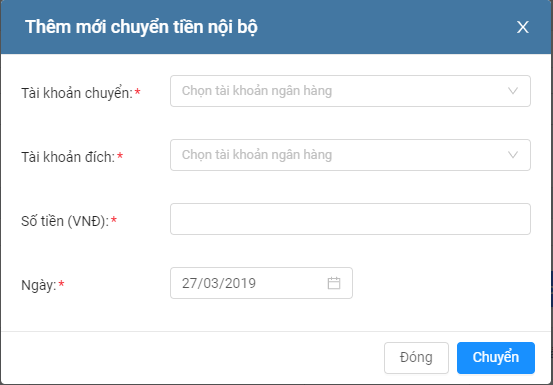 Thêm mới chuyển tiền nội bộ X
Tài khoản chuyển:* Chọn tài khoản ngân hàng
Tài khoản đích:* Chọn tài khoản ngân hàng
Số tiền (VNĐ):*
Ngày:* 27/03/2019
Đóng Chuyển